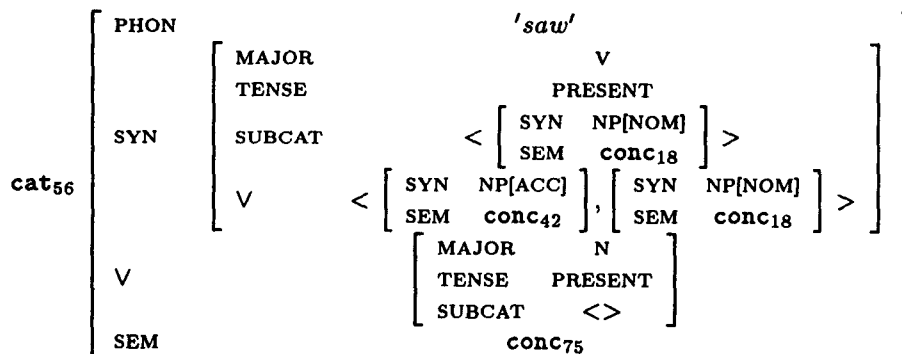 PHON 'saw'
MAJOR V
TENSE PRESENT
SYN SUBCAT < [ SYN NP[NOM]
SEM conc18 ] >
cat56
V < [ SYN NP[ACC]
SEM conc42 ] , [ SYN NP[NOM]
SEM conc18 ] >
MAJOR N
V TENSE PRESENT
SUBCAT < >
SEM conc75